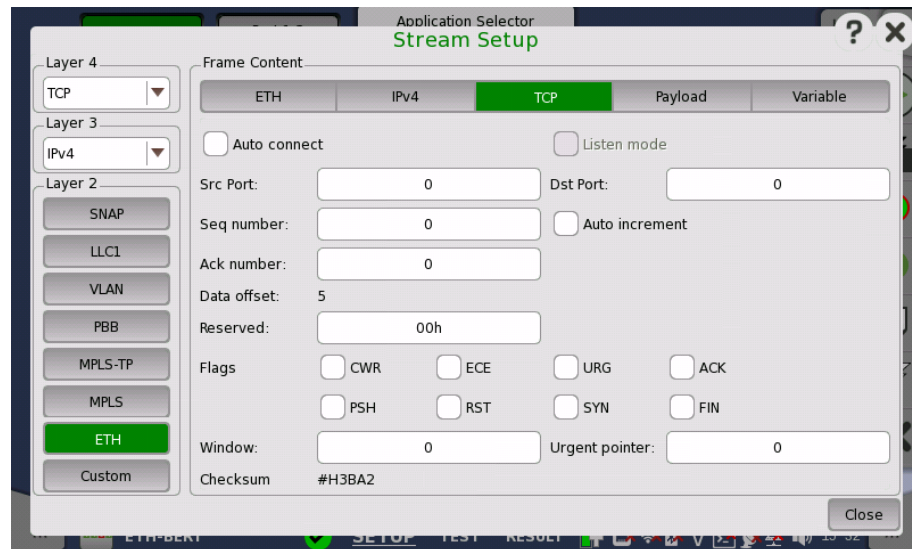 Application Selector
Stream Setup
? X
Layer 4
TCP
Layer 3
IPv4
Layer 2
SNAP
LLC1
VLAN
PBB
MPLS-TP
MPLS
ETH
Custom
Frame Content
ETH IPv4 TCP Payload Variable
Auto connect Listen mode
Src Port: 0 Dst Port: 0
Seq number: 0 Auto increment
Ack number: 0
Data offset: 5
Reserved: 00h
Flags CWR ECE URG ACK
PSH RST SYN FIN
Window: 0 Urgent pointer: 0
Checksum #H3BA2
Close
ETH-BERT SETUP TEST RESULT